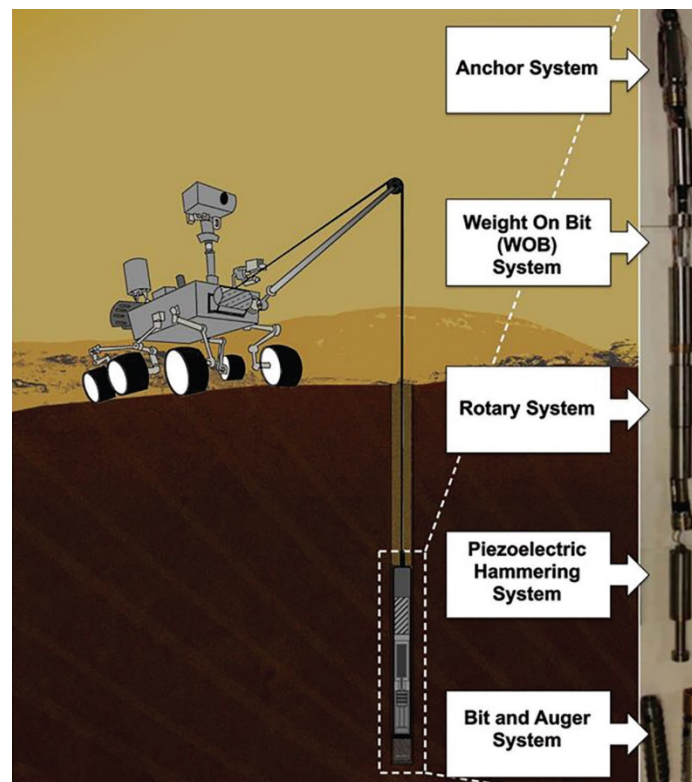 Anchor System
Weight On Bit
(WOB)
System
Rotary System
Piezoelectric
Hammering
System
Bit and Auger
System